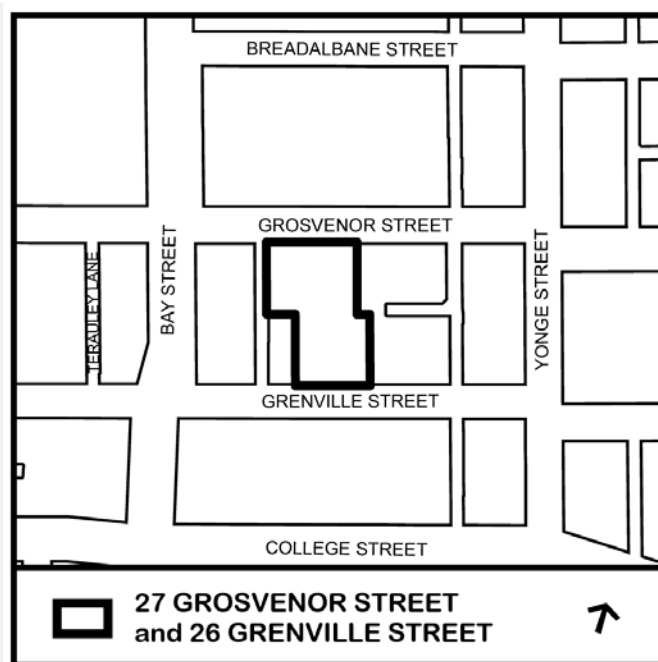 BREADALBANE STREET
GROSVENOR STREET
TERAULEY LANE
BAY STREET
YONGE STREET
GRENVILLE STREET
COLLEGE STREET
27 GROSVENOR STREET
and 26 GRENVILLE STREET